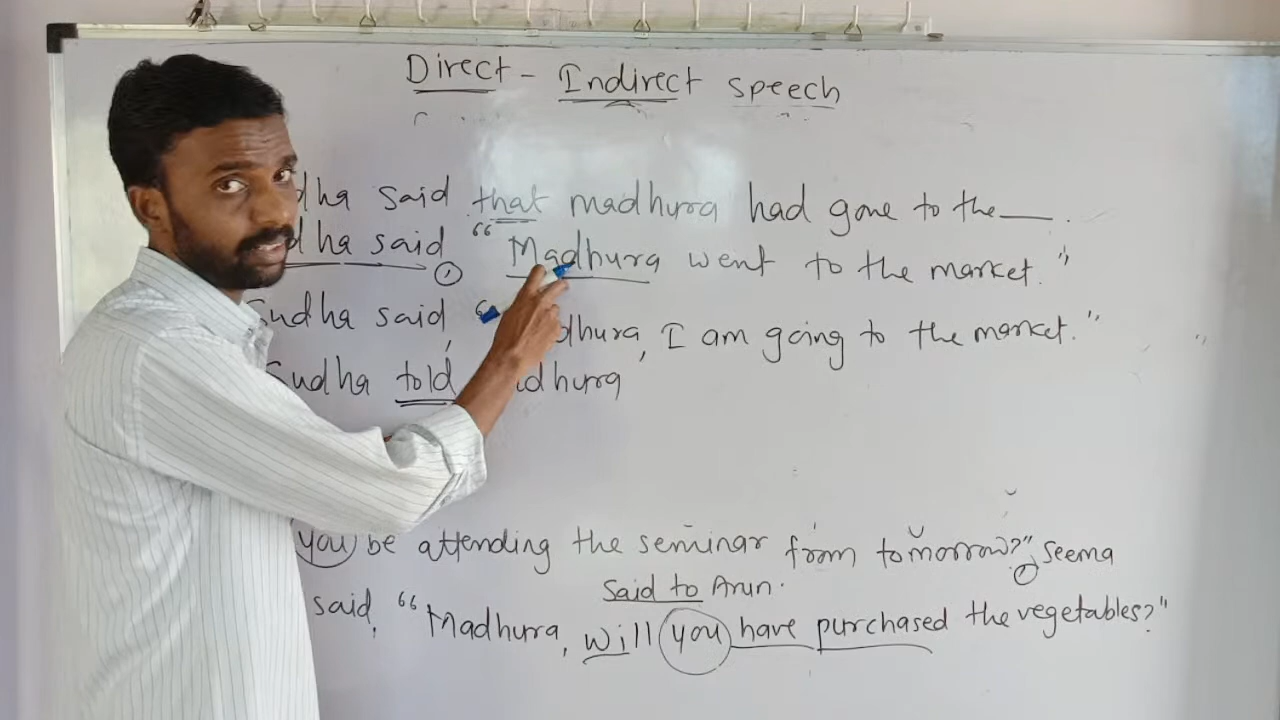 Direct - Indirect speech
dha said that madhura had gone to the ___.
dha said "Madhura went to the market."
Sudha said, " dhura, I am going to the market."
Sudha told dhura
you be attending the seminar from tomorrow?" Seema
said to Arun.
said, "Madhura, will you have purchased the vegetables?"